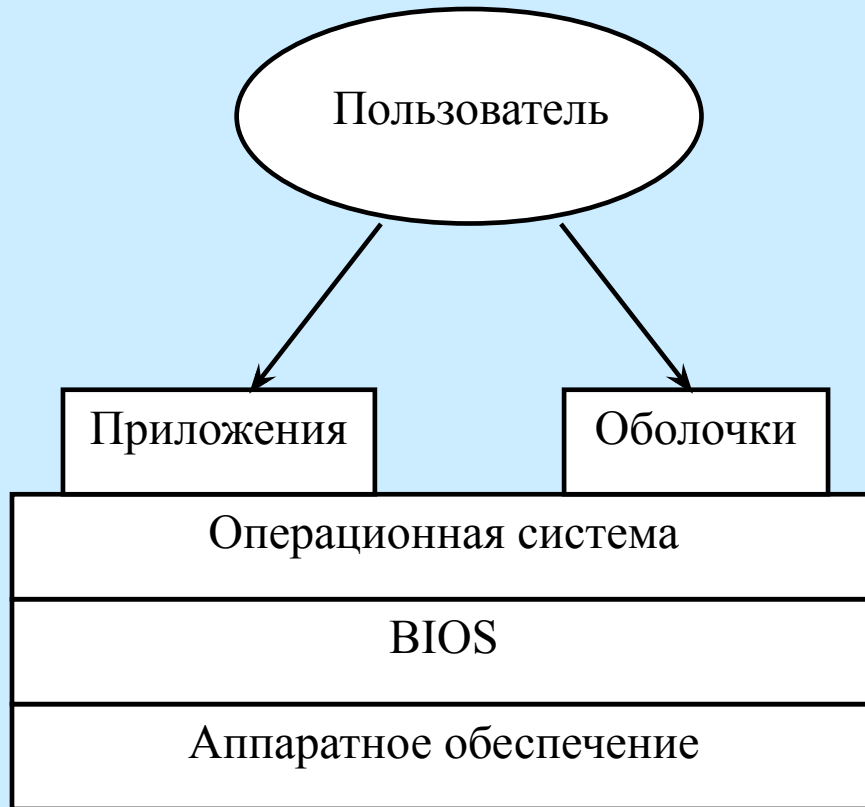 Пользователь
Приложения
Оболочки
Операционная система
BIOS
Аппаратное обеспечение